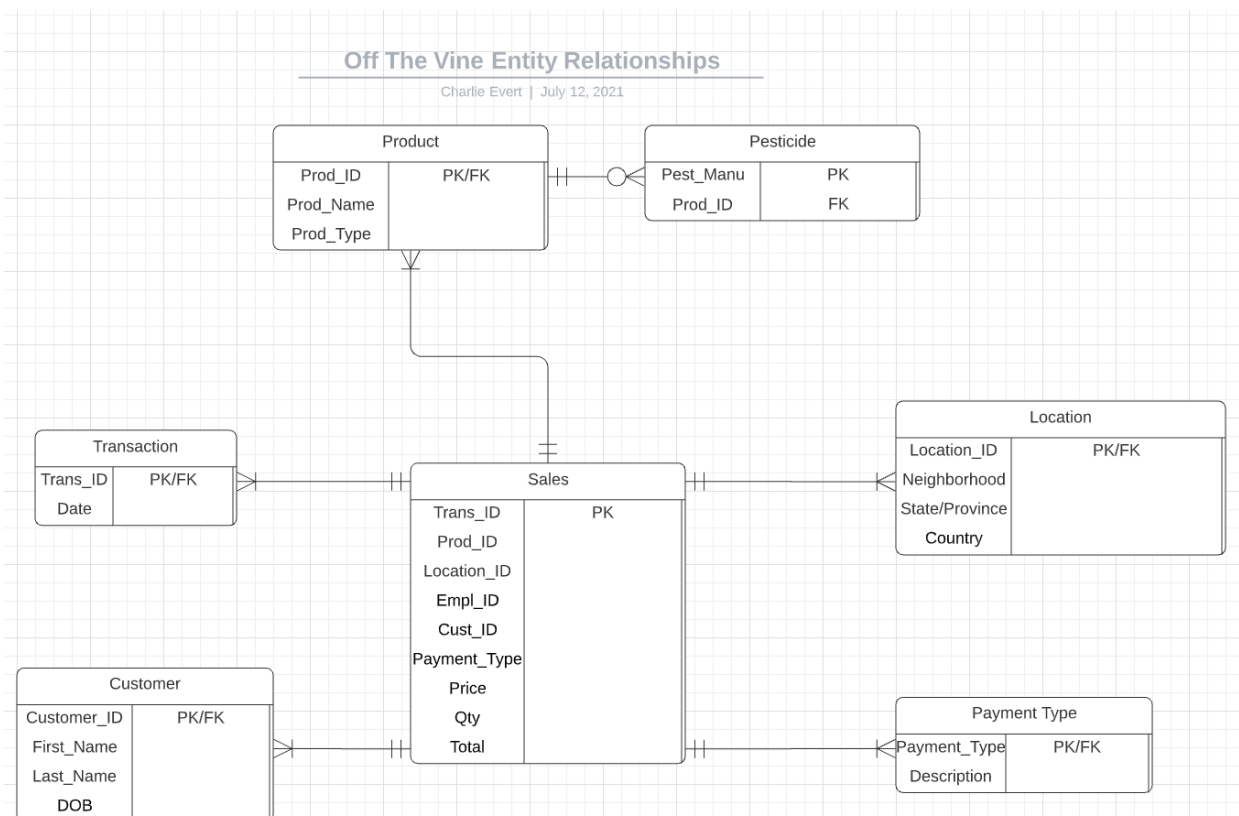 Off The Vine Entity Relationships
Charlie Evert | July 12, 2021
Product
Prod_ID PK/FK
Prod_Name
Prod_Type
Pesticide
Pest_Manu PK
Prod_ID FK
Transaction
Trans_ID PK/FK
Date
Sales
Trans_ID PK
Prod_ID
Location_ID
Empl_ID
Cust_ID
Payment_Type
Price
Qty
Total
Location
Location_ID PK/FK
Neighborhood
State/Province
Country
Customer
Customer_ID PK/FK
First_Name
Last_Name
DOB
Payment Type
Payment_Type PK/FK
Description